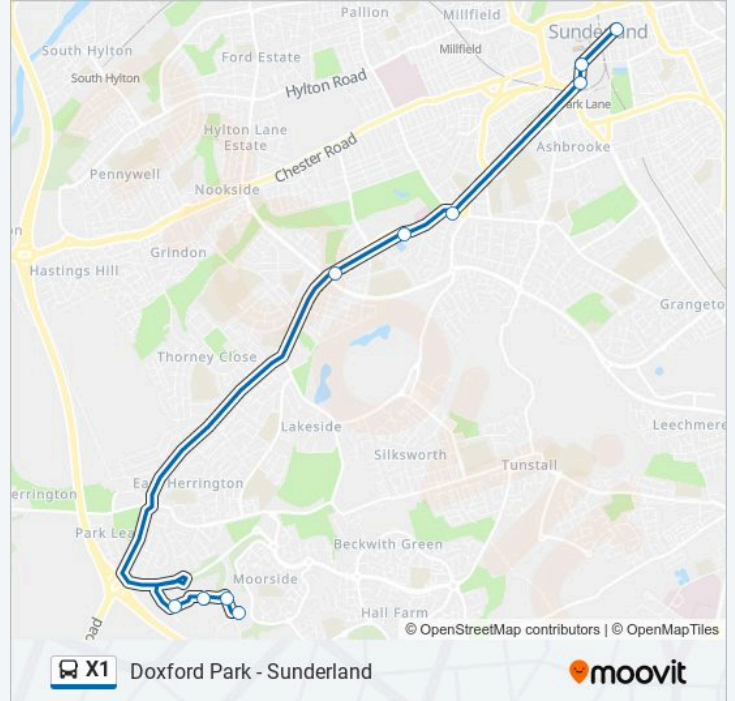 Pallion
Millfield
Sunderland
South Hylton
Ford Estate
Millfield
South Hylton
Hylton Road
Park Lane
Hylton Lane
Estate
Chester Road
Ashbrooke
Pennywell
Nookside
Grindon
Hastings Hill
Grangeto
Thorney Close
Lakeside
Leechmere
Silksworth
Tunstall
East Herrington
errington
Park Lea
Beckwith Green
Moorside
Hall Farm
oad
© OpenStreetMap contributors | © OpenMapTiles
X1 Doxford Park - Sunderland
moovit